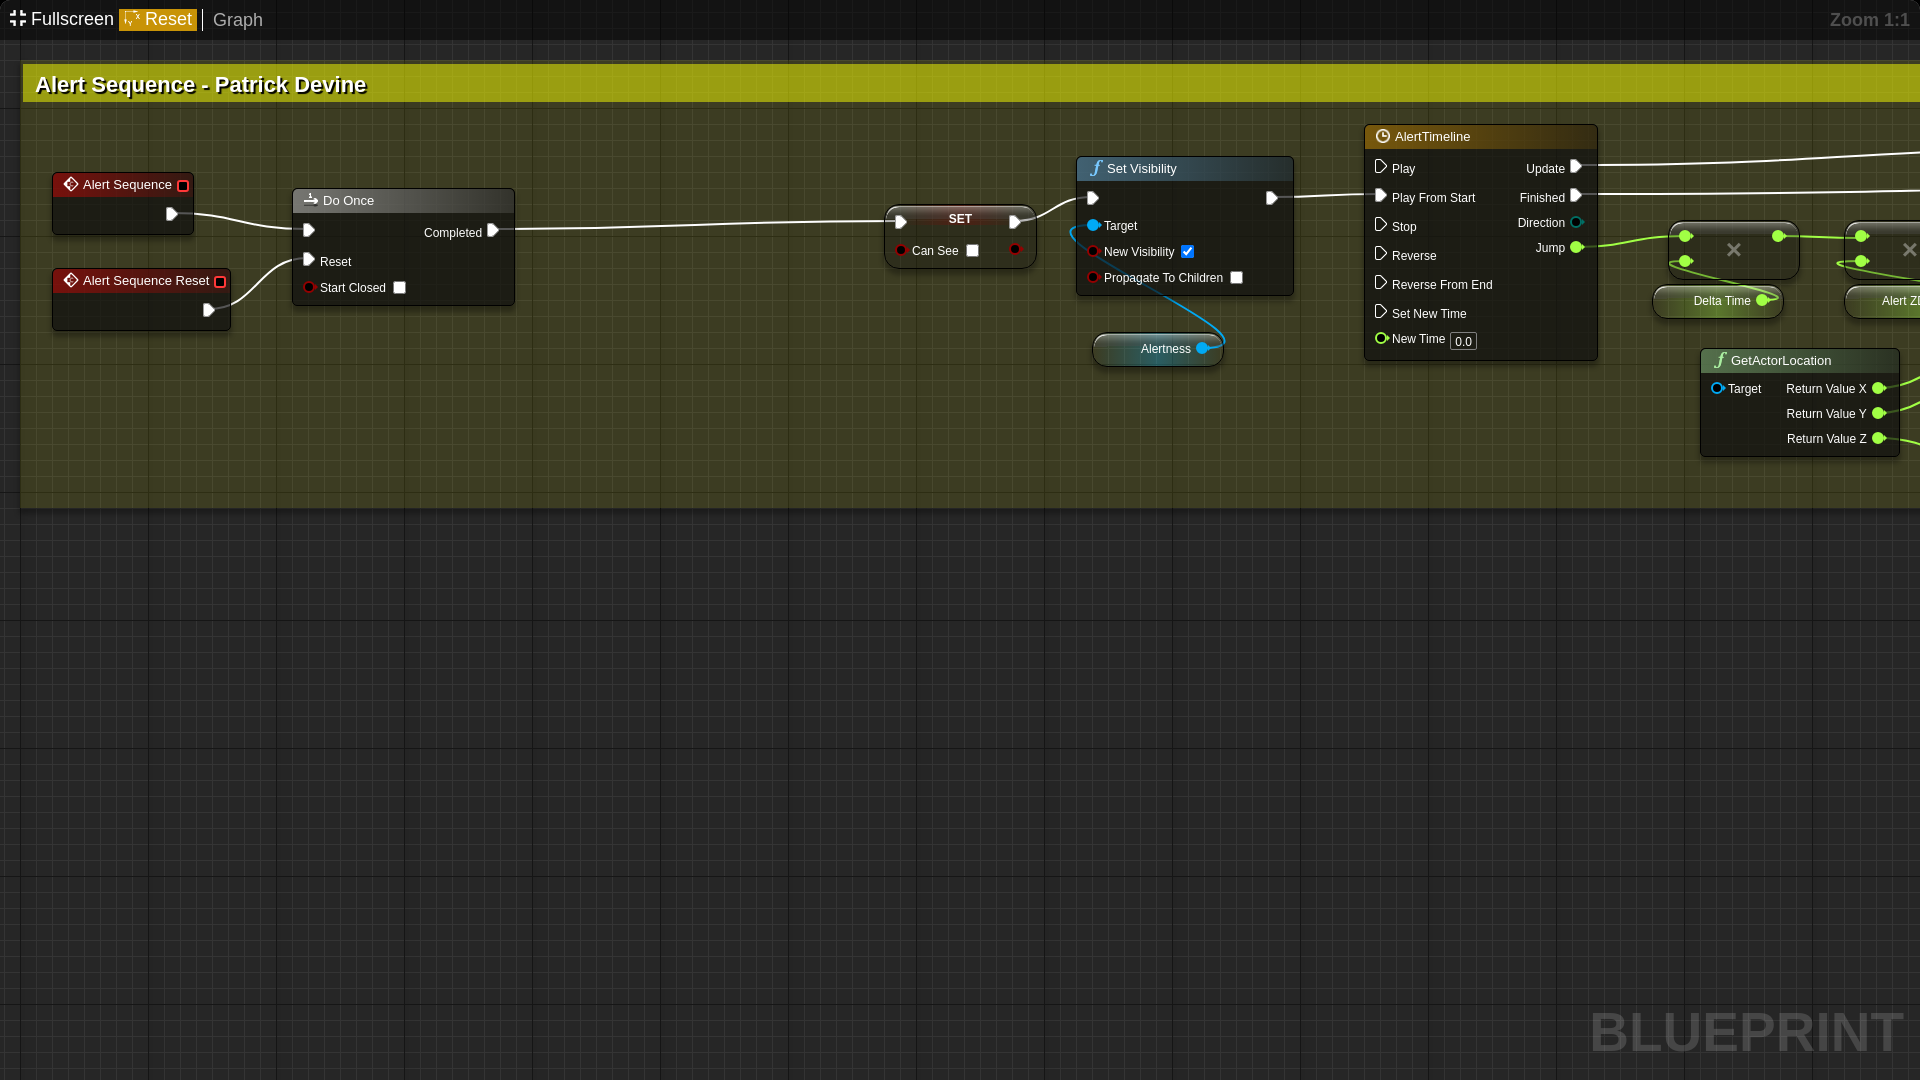 Fullscreen Reset Graph Zoom 1:1
Alert Sequence - Patrick Devine
Alert Sequence
Alert Sequence Reset
Do Once
Completed
Reset
Start Closed
SET
Can See
Set Visibility
Target
New Visibility
Propagate To Children
Alertness
AlertTimeline
Play Update
Play From Start Finished
Stop Direction
Reverse Jump
Reverse From End
Set New Time
New Time 0.0
Delta Time
GetActorLocation
Target Return Value X
Return Value Y
Return Value Z
Alert
BLUEPRINT